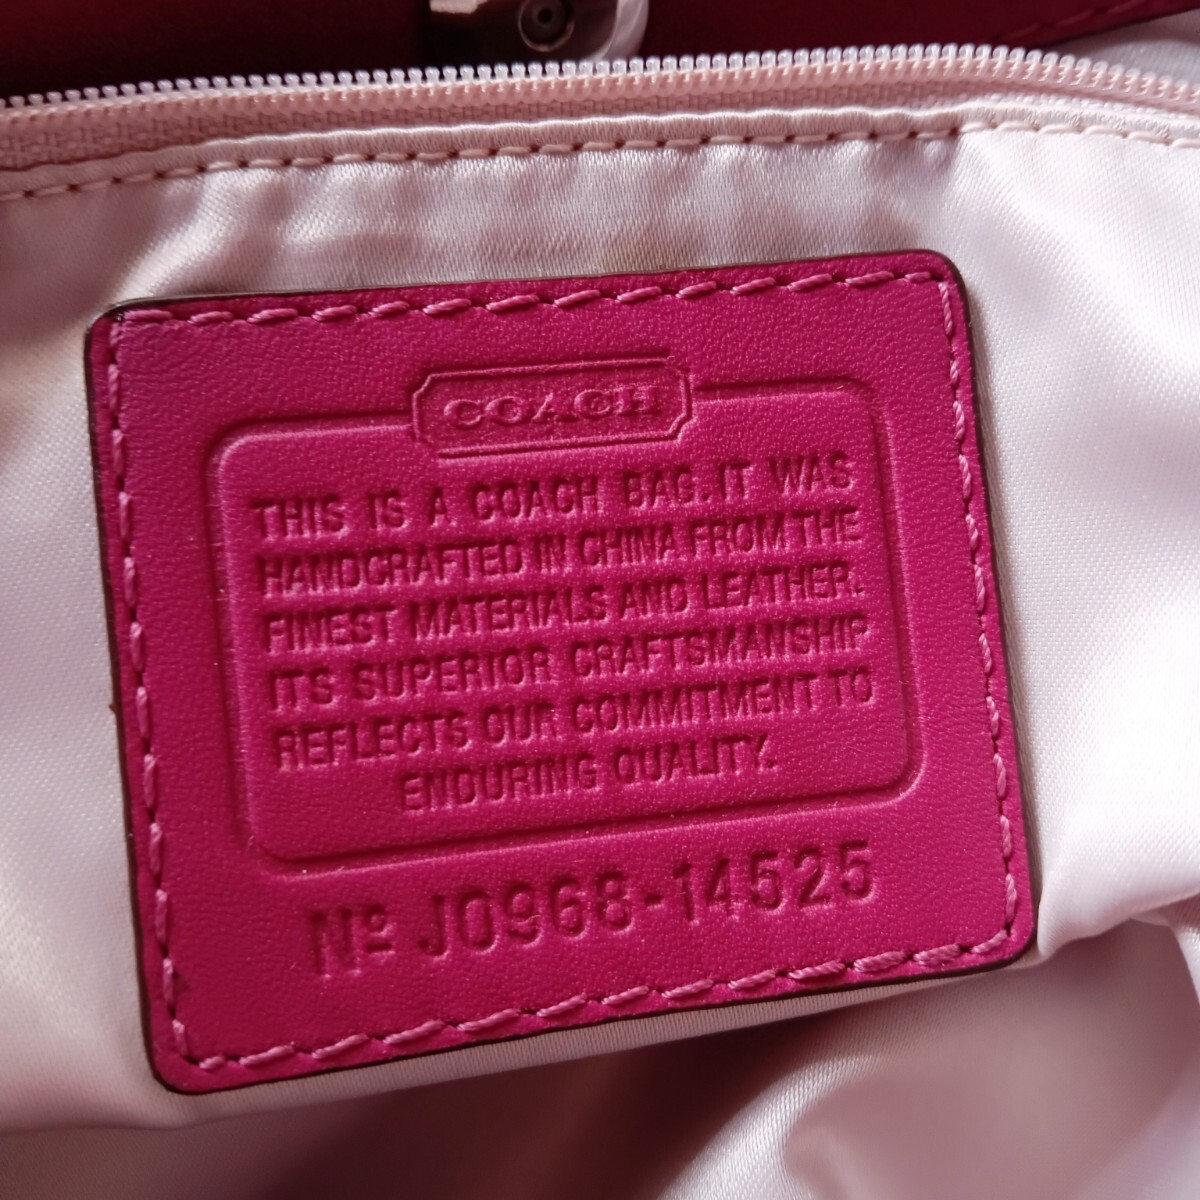 COACH
THIS IS A COACH BAG. IT WAS
HANDCRAFTED IN CHINA FROM THE
FINEST MATERIALS AND LEATHER.
ITS SUPERIOR CRAFTSMANSHIP
REFLECTS OUR COMMITMENT TO
ENDURING QUALITY.
Nº J0968-14525